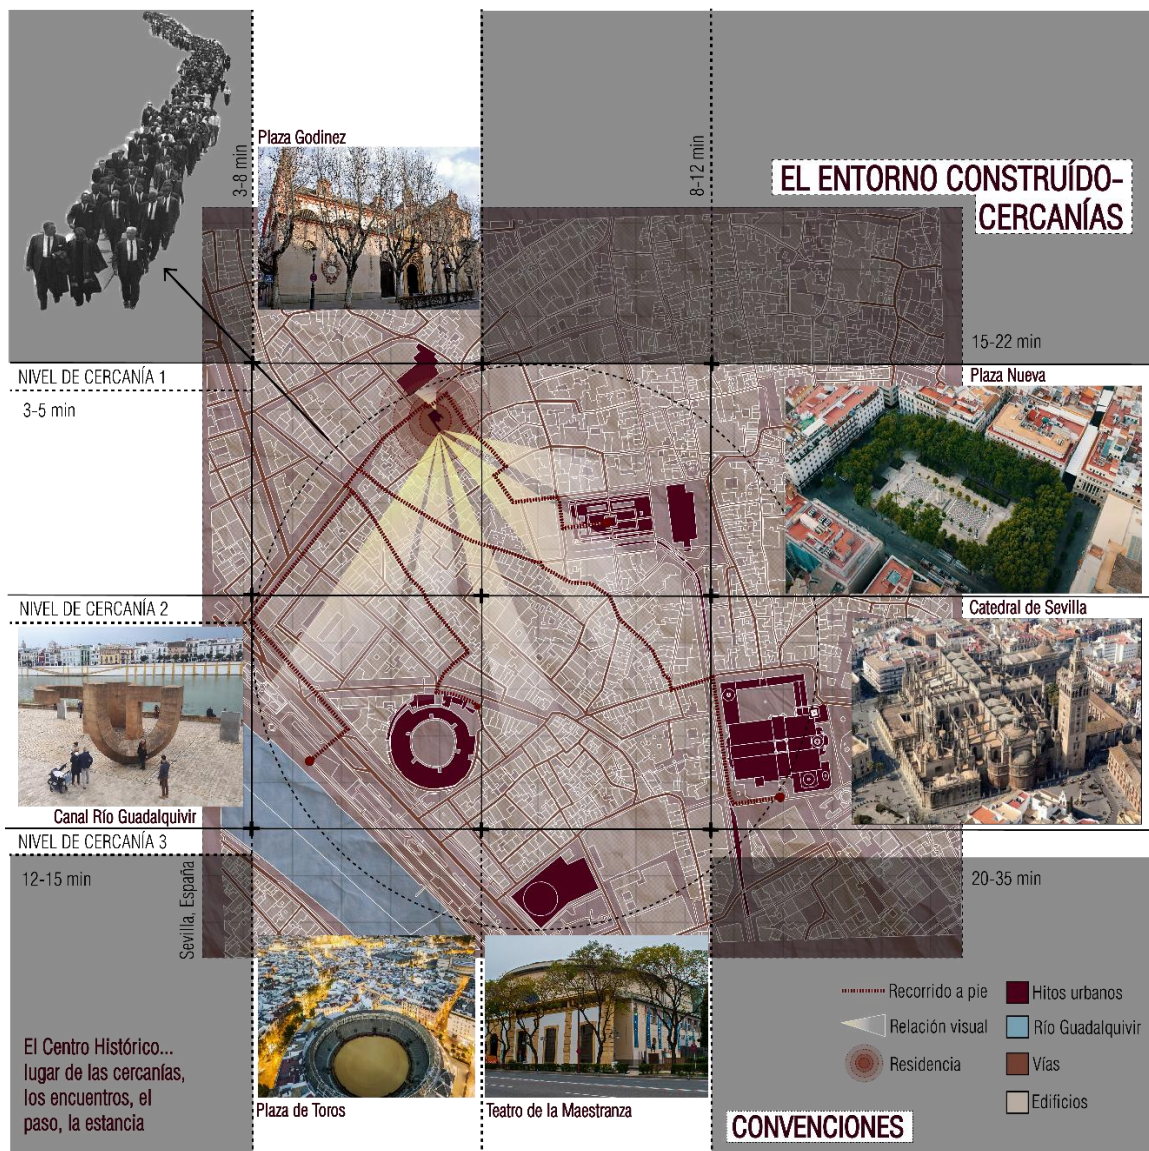 Plaza Godinez
3-8 min
8-12 min
EL ENTORNO CONSTRUÍDO-
CERCANÍAS
15-22 min
NIVEL DE CERCANÍA 1
3-5 min
Plaza Nueva
NIVEL DE CERCANÍA 2
Catedral de Sevilla
Canal Río Guadalquivir
NIVEL DE CERCANÍA 3
12-15 min
Sevilla, España
20-35 min
El Centro Histórico...
lugar de las cercanías,
los encuentros, el
paso, la estancia
Plaza de Toros
Teatro de la Maestranza
Recorrido a pie
Relación visual
Residencia
Hitos urbanos
Río Guadalquivir
Vías
Edificios
CONVENCIONES